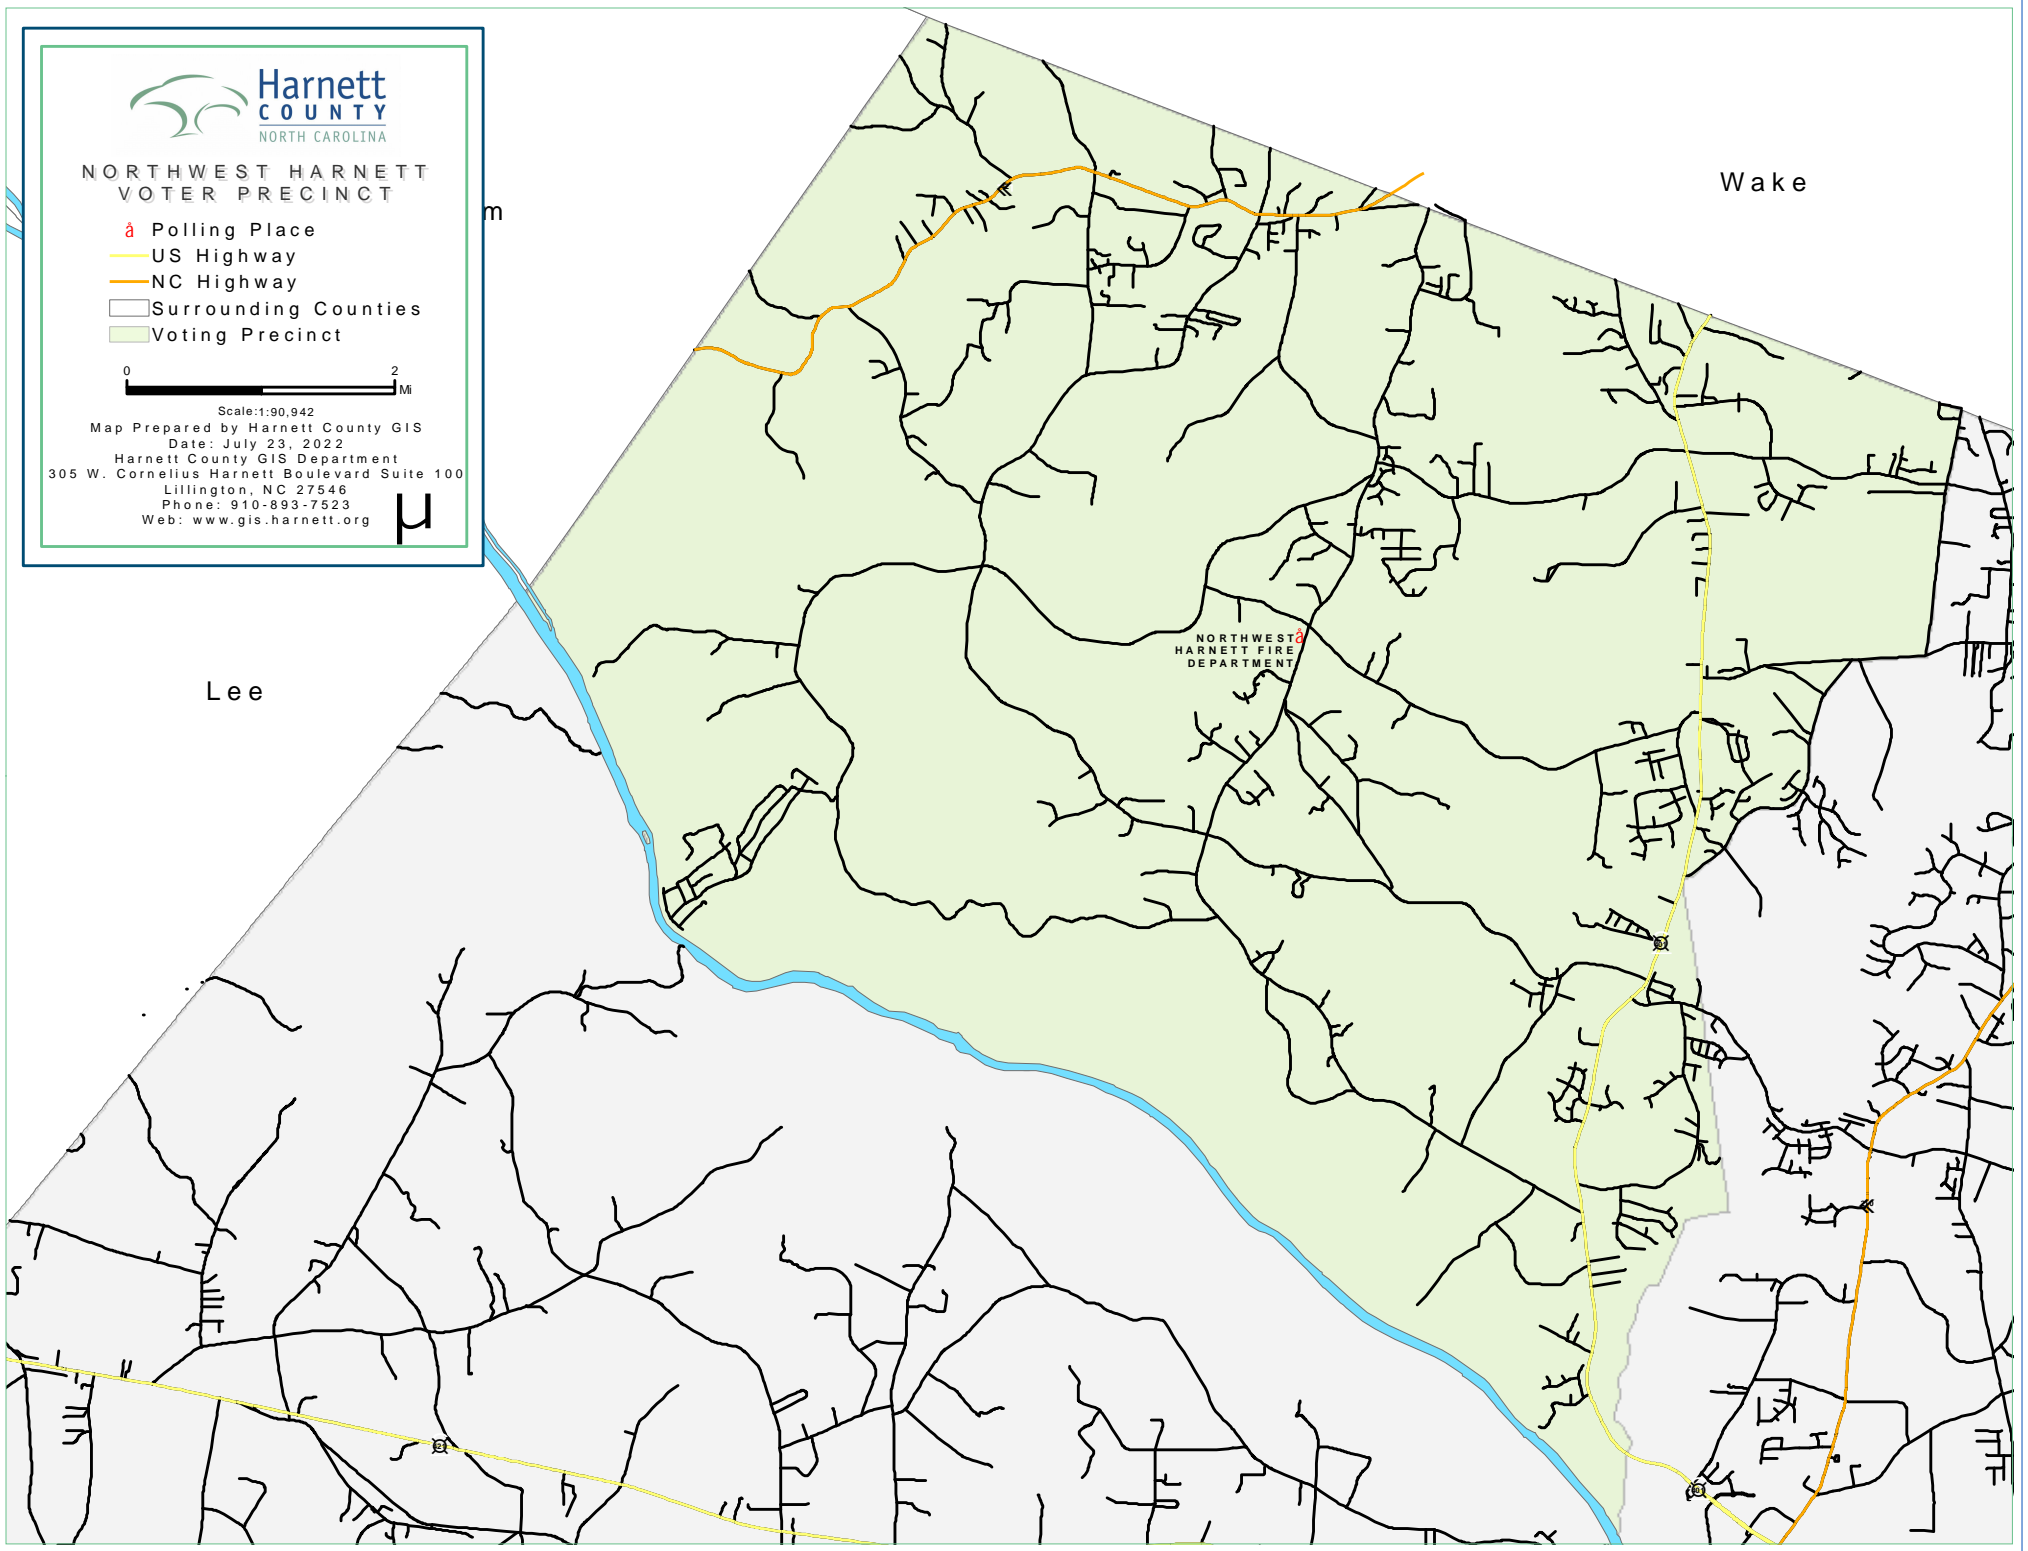 Harnett
COUNTY
NORTH CAROLINA
NORTHWEST HARNETT
VOTER PRECINCT
å Polling Place
US Highway
NC Highway
Surrounding Counties
Voting Precinct
0 2
Mi
Scale:1:90,942
Map Prepared by Harnett County GIS
Date: July 23, 2022
Harnett County GIS Department
305 W. Cornelius Harnett Boulevard Suite 100
Lillington, NC 27546
Phone: 910-893-7523
Web: www.gis.harnett.org
µ
m
Wake
Lee
NORTHWEST å
HARNETT FIRE
DEPARTMENT
421
401